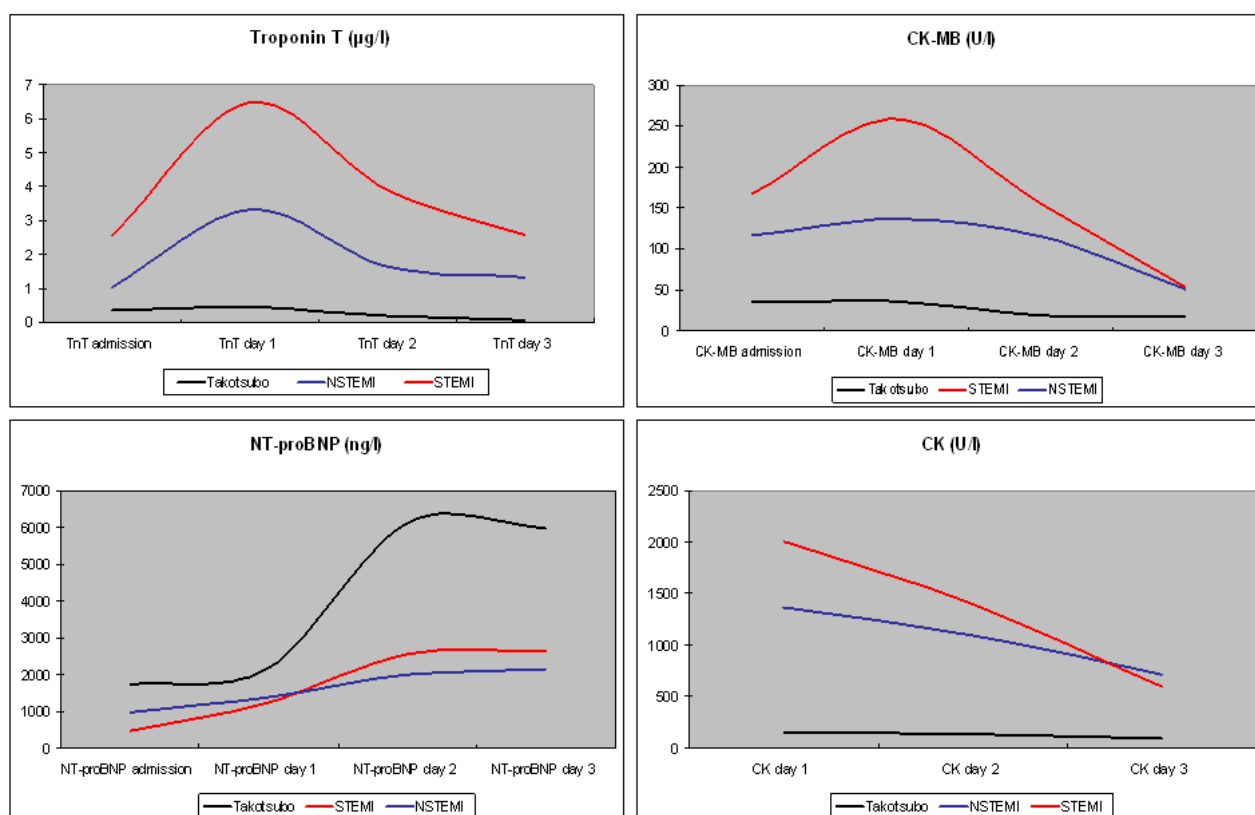 Troponin T (µg/l)
7
6
5
4
3
2
1
0
TnT admission TnT day 1 TnT day 2 TnT day 3
Takotsubo NSTEMI STEMI
CK-MB (U/l)
300
250
200
150
100
50
0
CK-MB admission CK-MB day 1 CK-MB day 2 CK-MB day 3
Takotsubo STEMI NSTEMI
NT-proBNP (ng/l)
7000
6000
5000
4000
3000
2000
1000
0
NT-proBNP admission NT-proBNP day 1 NT-proBNP day 2 NT-proBNP day 3
Takotsubo STEMI NSTEMI
CK (U/l)
2500
2000
1500
1000
500
0
CK day 1 CK day 2 CK day 3
Takotsubo NSTEMI STEMI